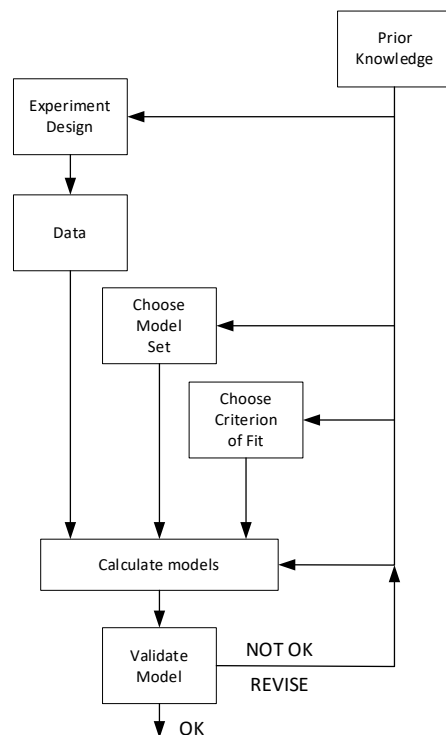 Prior
Knowledge
Experiment
Design
Data
Choose
Model
Set
Choose
Criterion
of Fit
Calculate models
Validate
Model
NOT OK
REVISE
OK